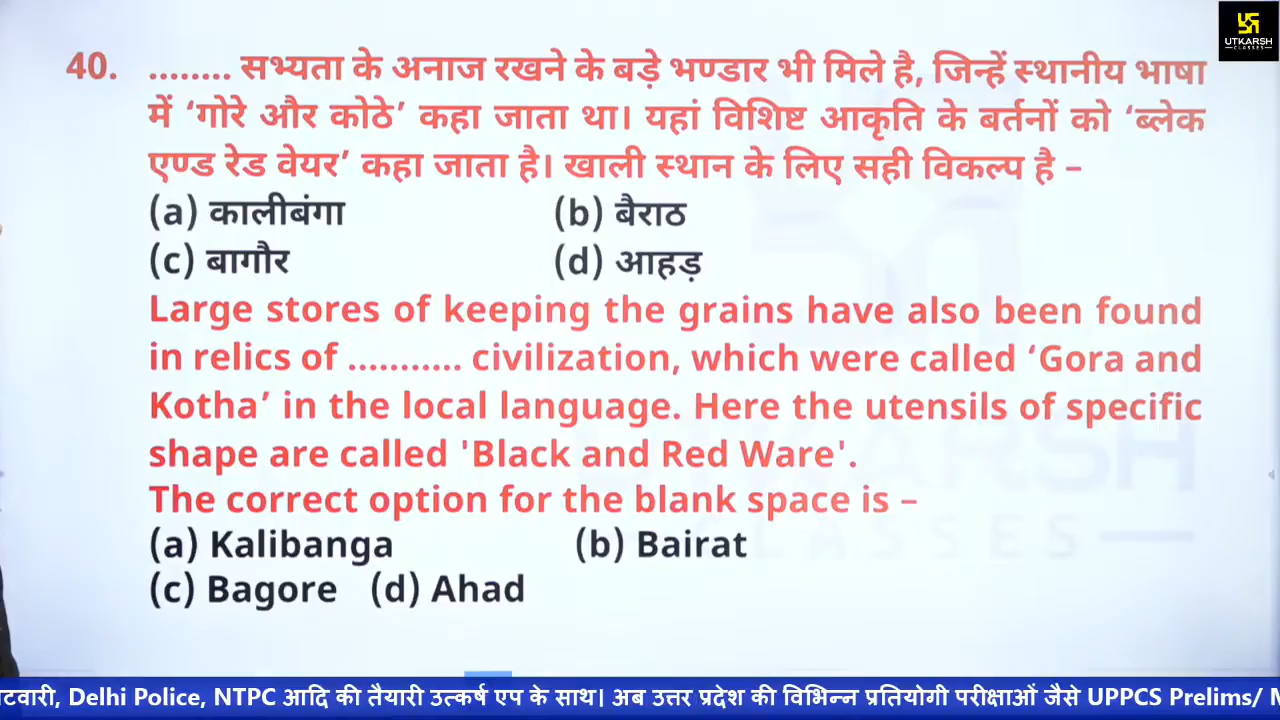 UTKARSH
CLASSES
40. ........ सभ्यता के अनाज रखने के बड़े भण्डार भी मिले है, जिन्हें स्थानीय भाषा
में ‘गोरे और कोठे’ कहा जाता था। यहां विशिष्ट आकृति के बर्तनों को ‘ब्लेक
एण्ड रेड वेयर’ कहा जाता है। खाली स्थान के लिए सही विकल्प है –
(a) कालीबंगा (b) बैराठ
(c) बागौर (d) आहड़
Large stores of keeping the grains have also been found
in relics of ........... civilization, which were called ‘Gora and
Kotha’ in the local language. Here the utensils of specific
shape are called 'Black and Red Ware'.
The correct option for the blank space is –
(a) Kalibanga (b) Bairat
(c) Bagore (d) Ahad
टवारी, Delhi Police, NTPC आदि की तैयारी उत्कर्ष एप के साथ। अब उत्तर प्रदेश की विभिन्न प्रतियोगी परीक्षाओं जैसे UPPCS Prelims/